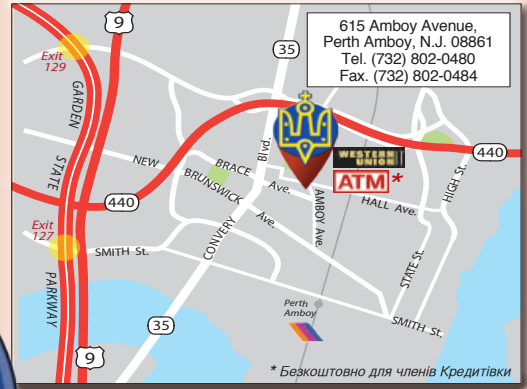 9
615 Amboy Avenue,
Perth Amboy, N.J. 08861
Tel. (732) 802-0480
Fax. (732) 802-0484
Exit
129
35
GARDEN
STATE
PARKWAY
NEW
BRUNSWICK
Ave.
BRACE
Ave.
Blvd.
CONVERY
WESTERN
UNION
ATM*
440
440
HALL Ave.
HIGH St.
AMBOY Ave.
STATE St.
Exit
127
SMITH St.
SMITH St.
Perth
Amboy
35
9
* Безкоштовно для членів Кредитівки